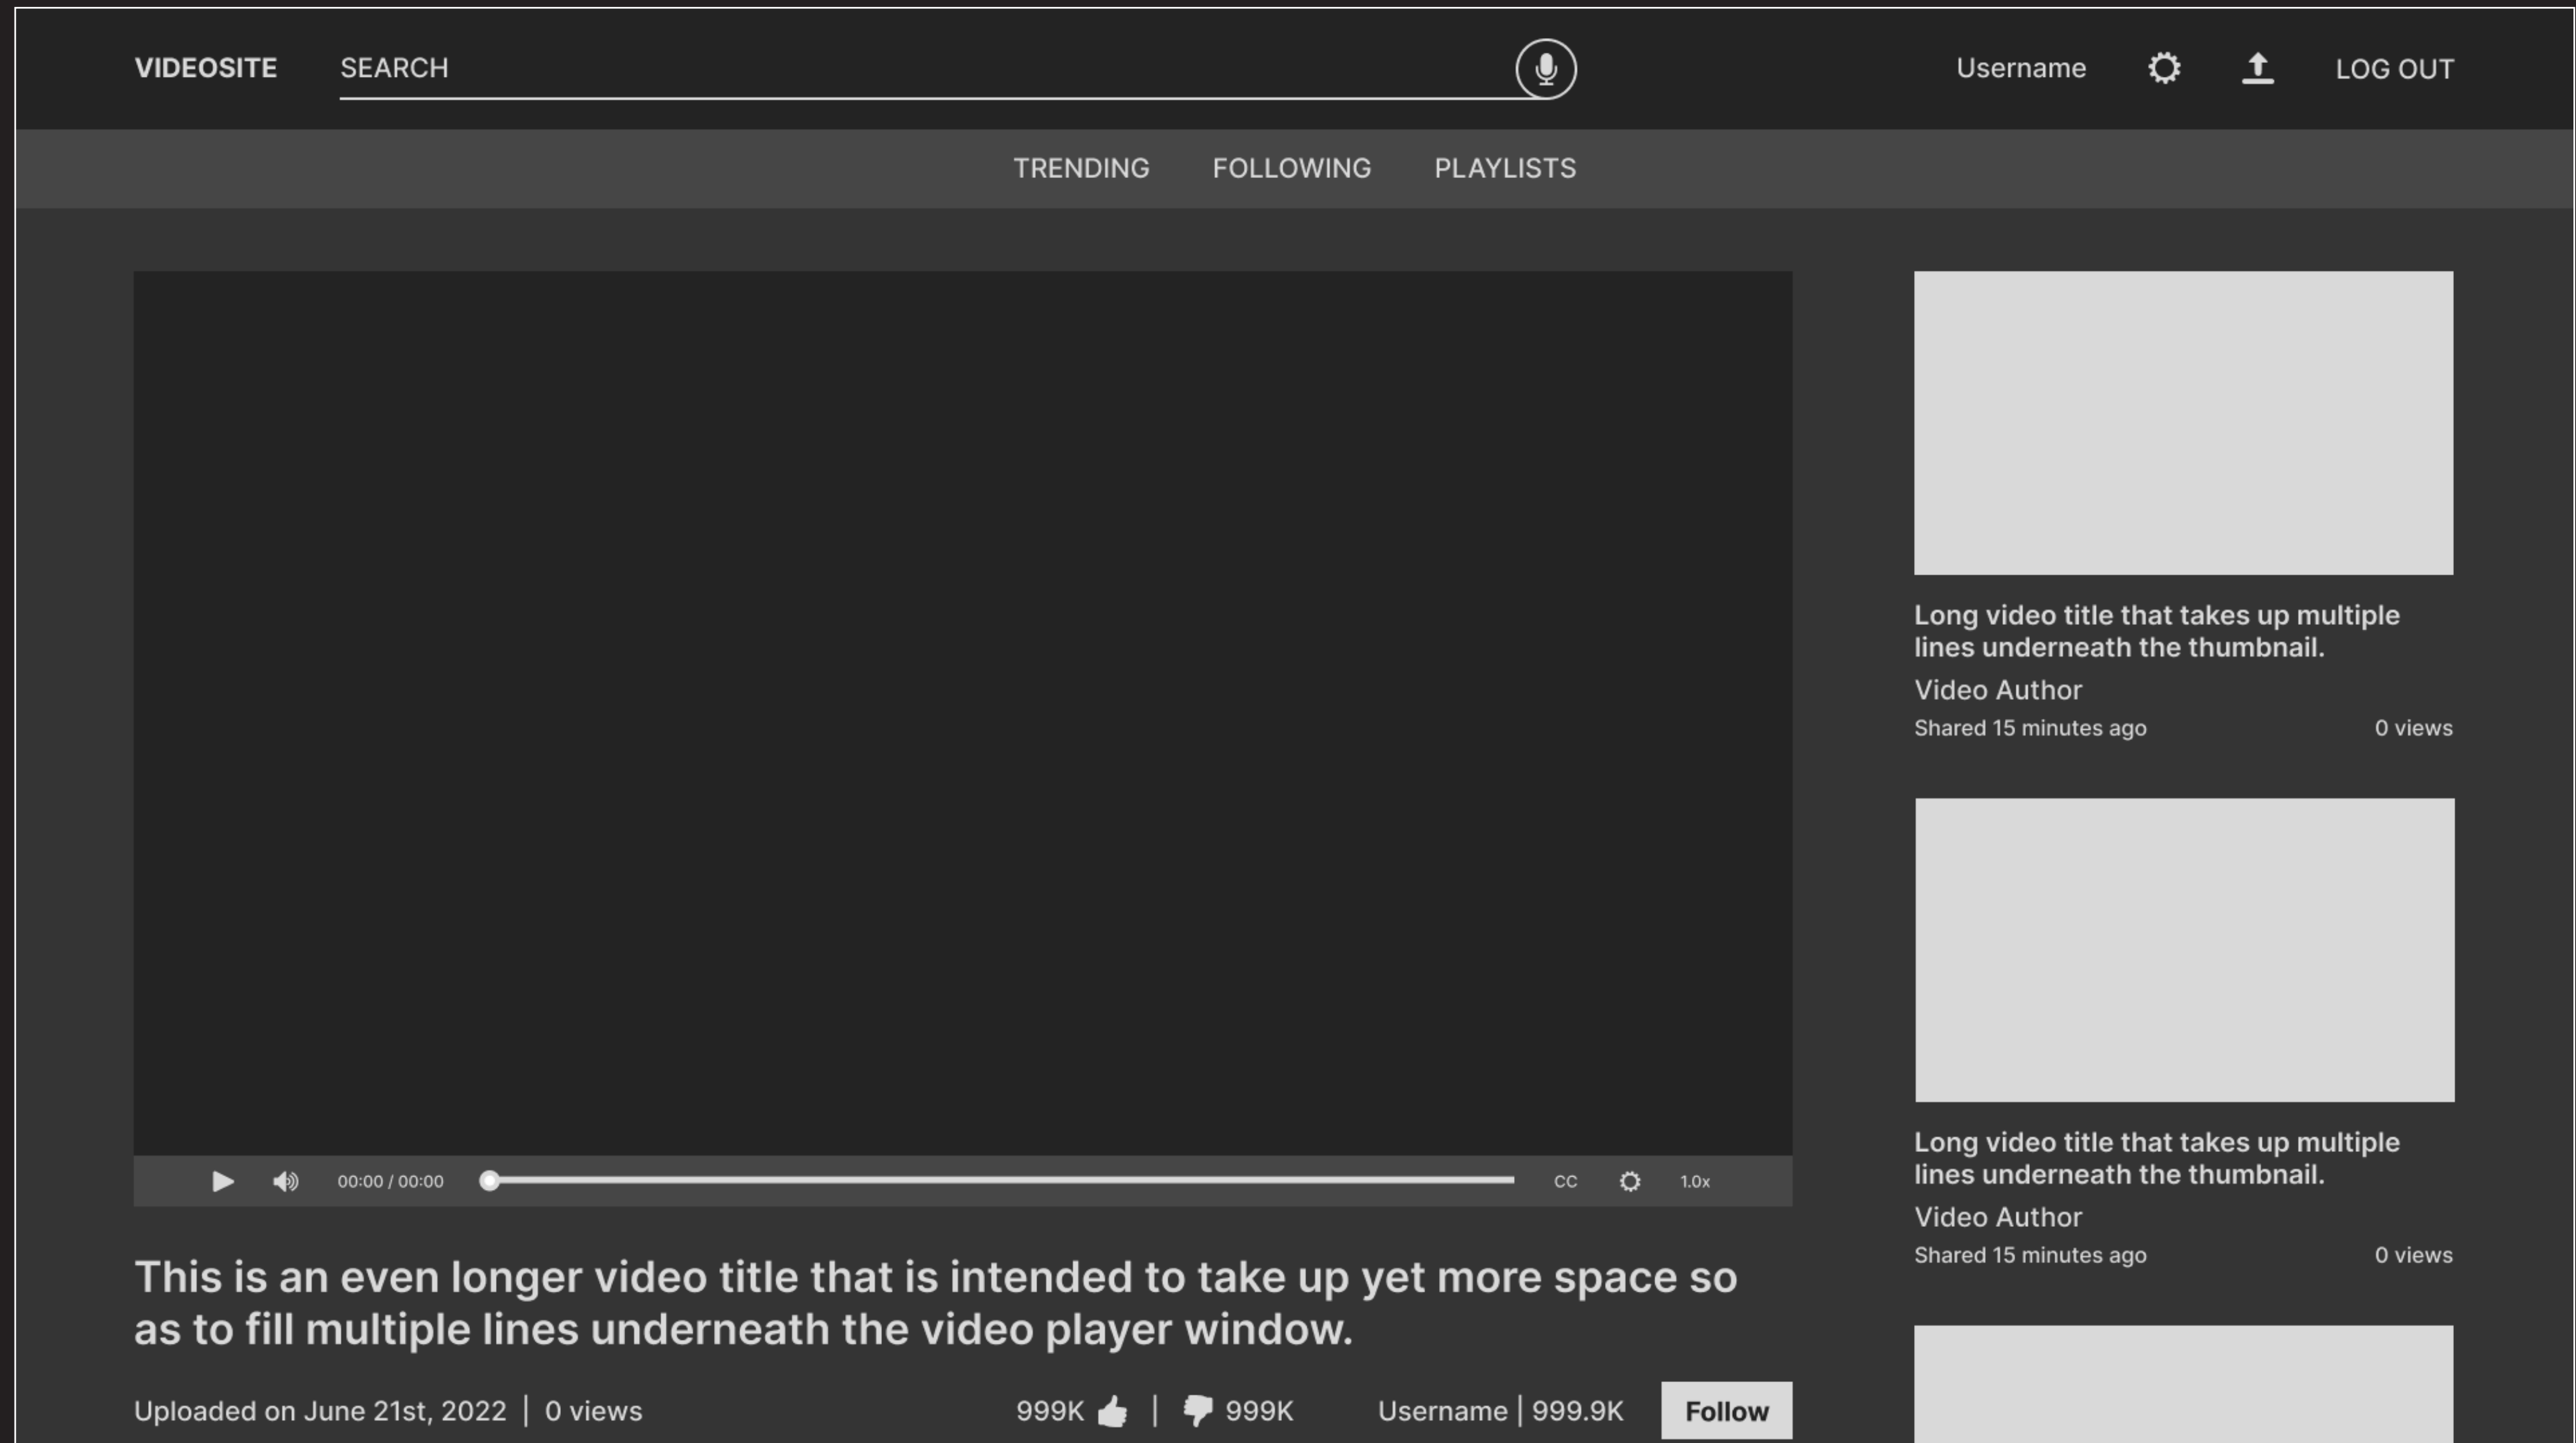 VIDEOSITE SEARCH Username LOG OUT
TRENDING FOLLOWING PLAYLISTS
00:00 / 00:00 CC 1.0x
This is an even longer video title that is intended to take up yet more space so
as to fill multiple lines underneath the video player window.
Uploaded on June 21st, 2022 | 0 views 999K | 999K Username | 999.9K Follow
Long video title that takes up multiple
lines underneath the thumbnail.
Video Author
Shared 15 minutes ago 0 views
Long video title that takes up multiple
lines underneath the thumbnail.
Video Author
Shared 15 minutes ago 0 views